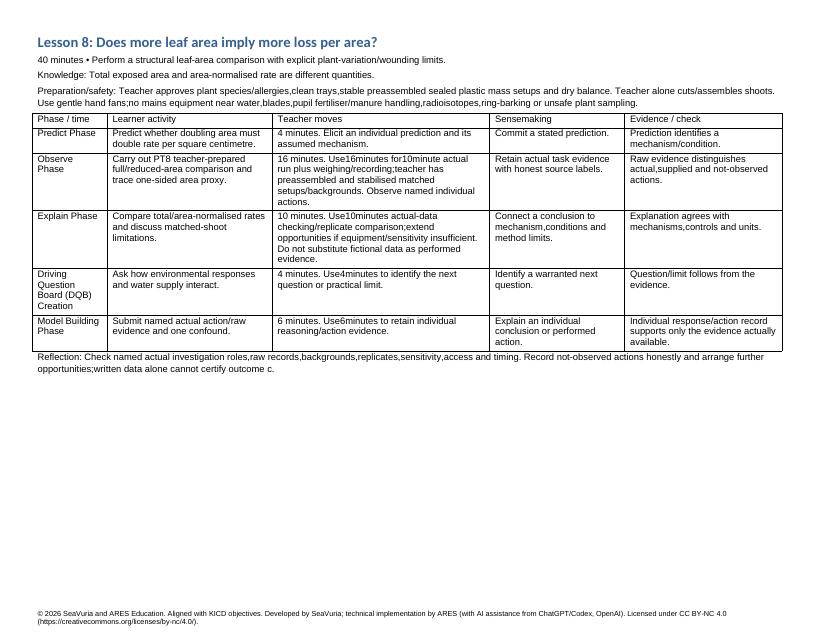 Lesson 8: Does more leaf area imply more loss per area?
40 minutes • Perform a structural leaf-area comparison with explicit plant-variation/wounding limits.
Knowledge: Total exposed area and area-normalised rate are different quantities.
Preparation/safety: Teacher approves plant species/allergies,clean trays,stable preassembled sealed plastic mass setups and dry balance. Teacher alone cuts/assembles shoots.
Use gentle hand fans;no mains equipment near water,blades,pupil fertiliser/manure handling,radioisotopes,ring-barking or unsafe plant sampling.
Phase / time
Learner activity
Teacher moves
Sensemaking
Evidence / check
Predict Phase
Predict whether doubling area must
double rate per square centimetre.
4 minutes. Elicit an individual prediction and its
assumed mechanism.
Commit a stated prediction.
Prediction identifies a
mechanism/condition.
Observe
Phase
Carry out PT8 teacher-prepared
full/reduced-area comparison and
trace one-sided area proxy.
16 minutes. Use16minutes for10minute actual
run plus weighing/recording;teacher has
preassembled and stabilised matched
setups/backgrounds. Observe named individual
actions.
Retain actual task evidence
with honest source labels.
Raw evidence distinguishes
actual,supplied and not-observed
actions.
Explain Phase
Compare total/area-normalised rates
and discuss matched-shoot
limitations.
10 minutes. Use10minutes actual-data
checking/replicate comparison;extend
opportunities if equipment/sensitivity insufficient.
Do not substitute fictional data as performed
evidence.
Connect a conclusion to
mechanism,conditions and
method limits.
Explanation agrees with
mechanisms,controls and units.
Driving
Question
Board (DQB)
Creation
Ask how environmental responses
and water supply interact.
4 minutes. Use4minutes to identify the next
question or practical limit.
Identify a warranted next
question.
Question/limit follows from the
evidence.
Model Building
Phase
Submit named actual action/raw
evidence and one confound.
6 minutes. Use6minutes to retain individual
reasoning/action evidence.
Explain an individual
conclusion or performed
action.
Individual response/action record
supports only the evidence actually
available.
Reflection: Check named actual investigation roles,raw records,backgrounds,replicates,sensitivity,access and timing. Record not-observed actions honestly and arrange further
opportunities;written data alone cannot certify outcome c.
© 2026 SeaVuria and ARES Education. Aligned with KICD objectives. Developed by SeaVuria; technical implementation by ARES (with AI assistance from ChatGPT/Codex, OpenAI). Licensed under CC BY-NC 4.0
(https://creativecommons.org/licenses/by-nc/4.0/).